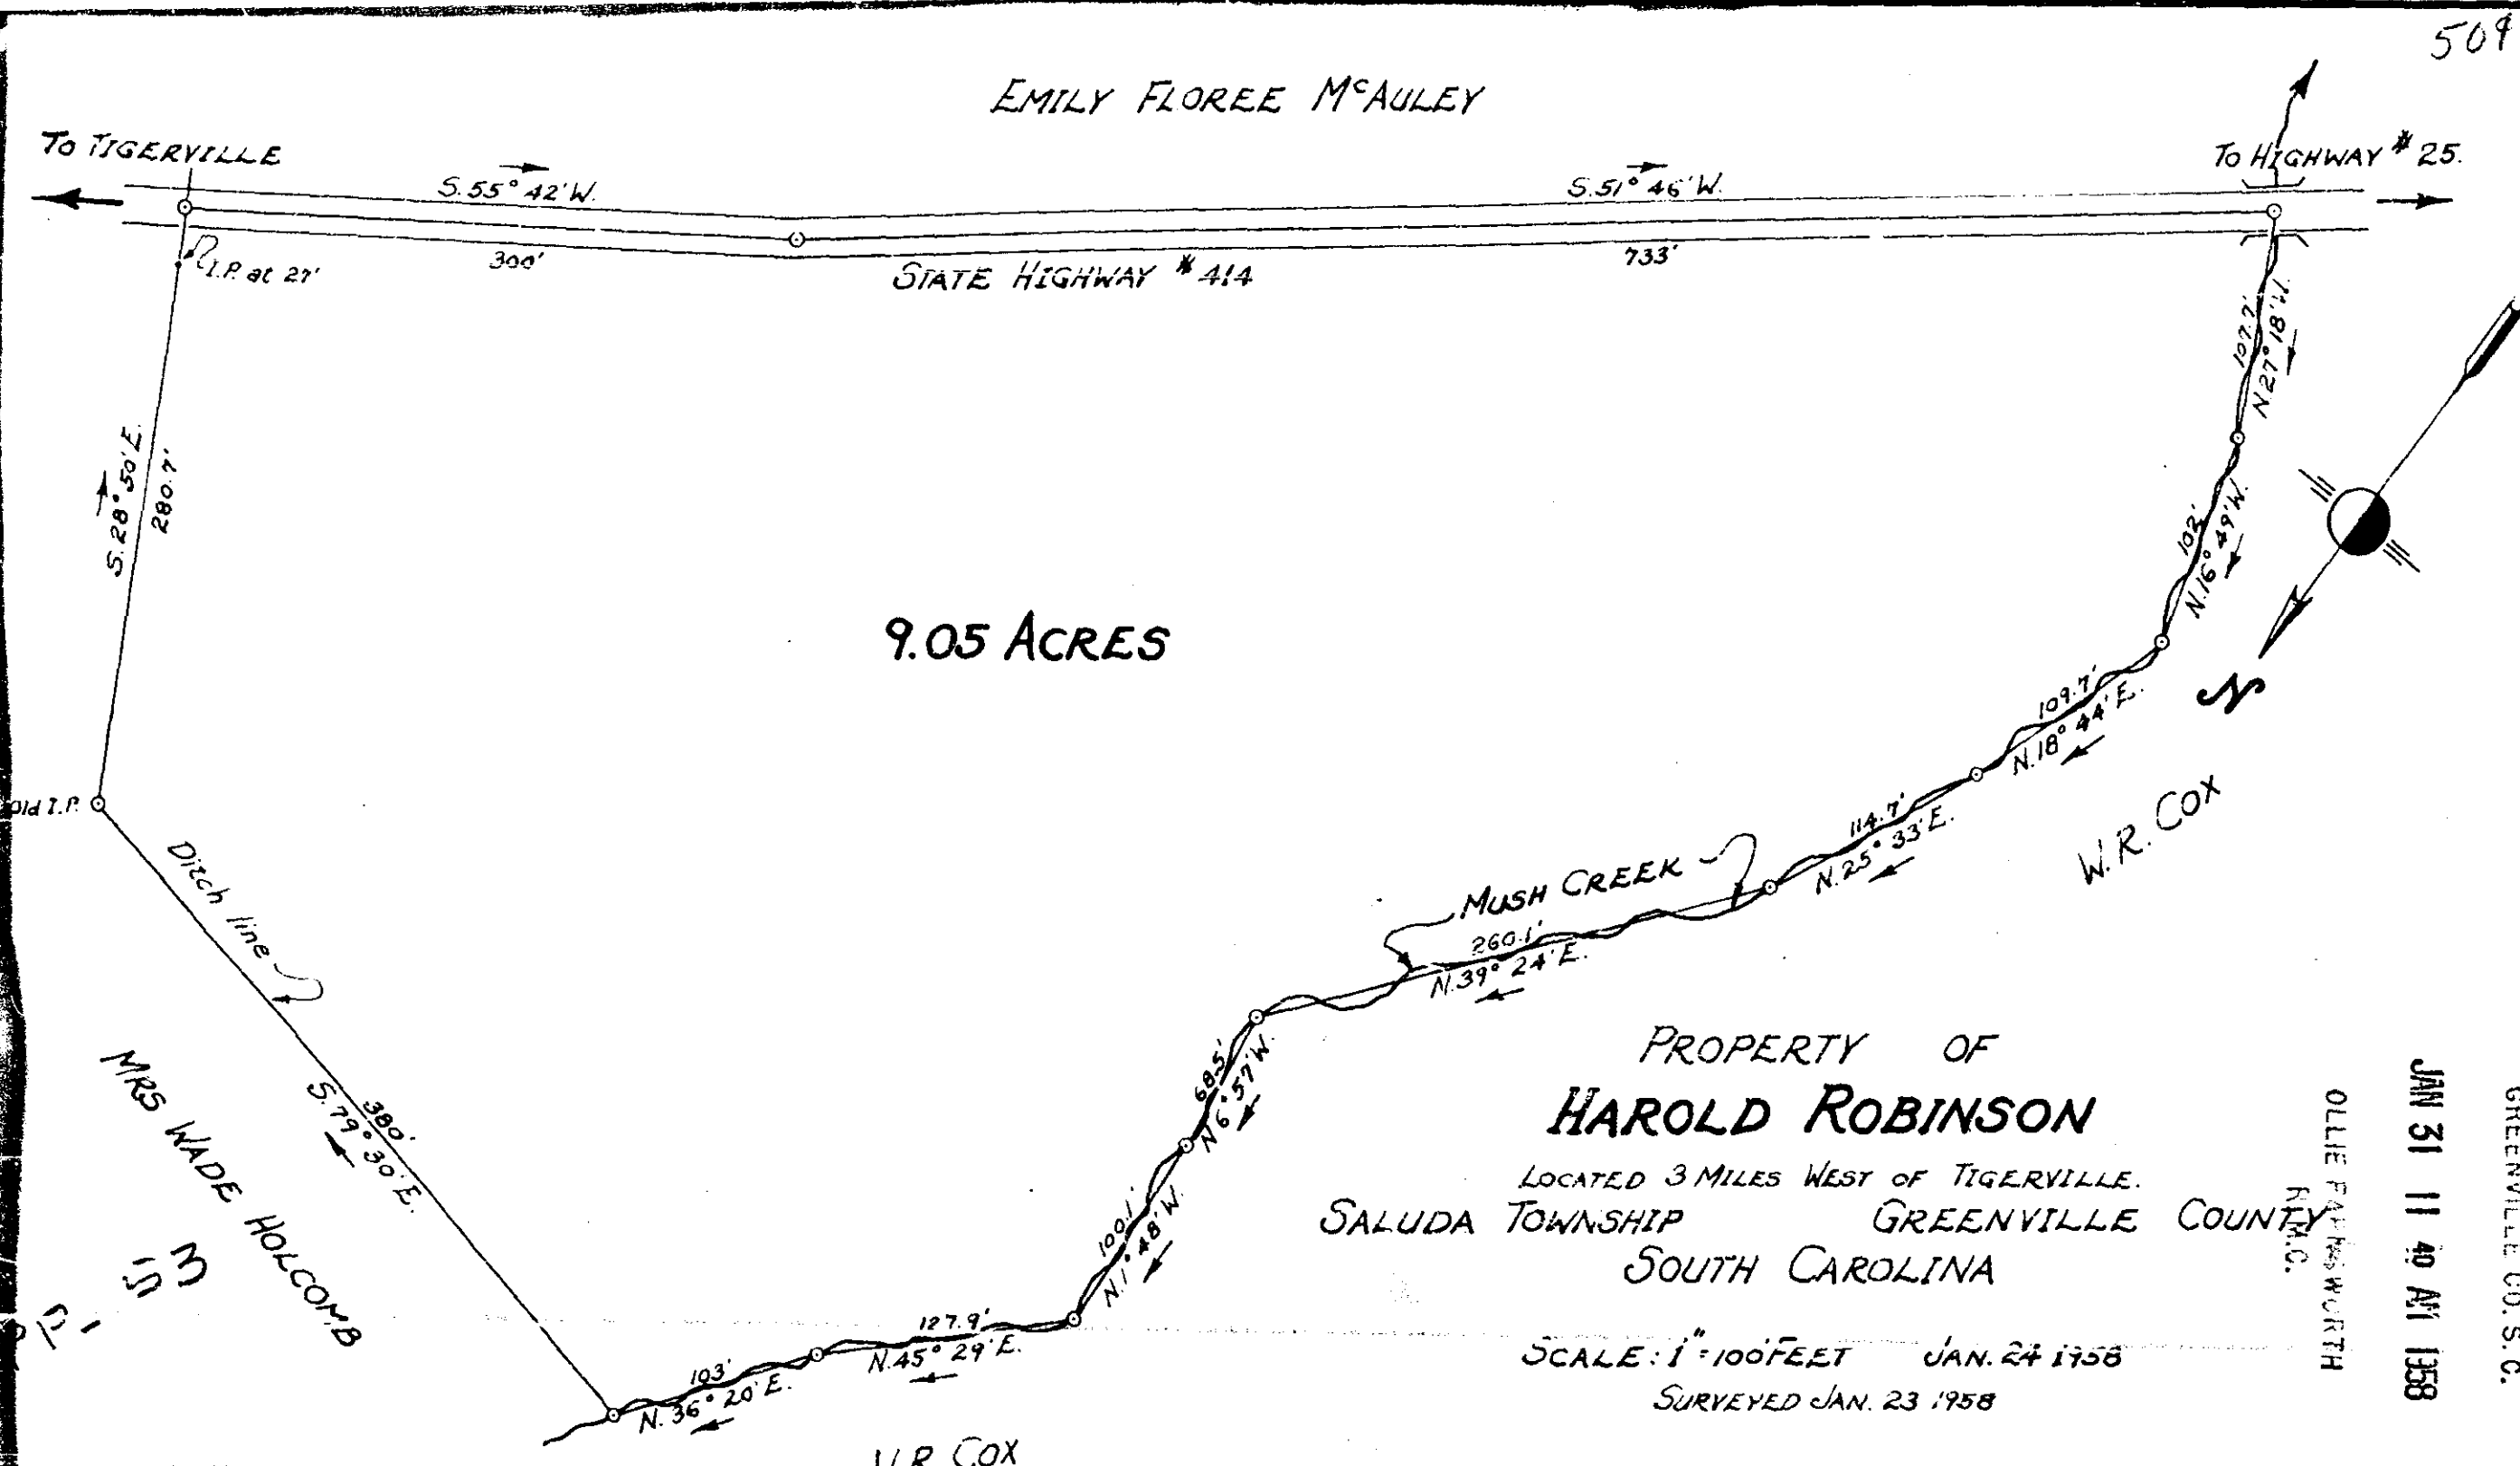 509
EMILY FLOREE McAULEY
TO TIGERVILLE
TO HIGHWAY # 25.
S. 55° 42' W.
S. 51° 46' W.
I.P. at 27'
300'
STATE HIGHWAY # 414
733'
107.7'
N. 27° 18' W.
S. 28° 50' E.
280.7'
102'
N. 16° 49' W.
9.05 ACRES
N
109.7'
N. 18° 44' E.
Old I.P.
114.7'
N. 25° 33' E.
W.R. COX
Ditch line
MUSH CREEK
260.1'
N. 39° 24' E.
68.5'
N. 6° 57' W.
380'
S. 79° 30' E.
MRS WADE HOLCOMB
100.1'
N. 1° 48' W.
127.9'
N. 45° 29' E.
103'
N. 36° 20' E.
COX
PROPERTY OF
HAROLD ROBINSON
LOCATED 3 MILES WEST OF TIGERVILLE.
SALUDA TOWNSHIP GREENVILLE COUNTY
SOUTH CAROLINA
SCALE: 1" = 100 FEET JAN. 24 1958
SURVEYED JAN. 23 1958
GREENVILLE CO. S. C.
JAN 31 11 40 AM 1958
OLLIE FARNSWORTH
R.M.C.